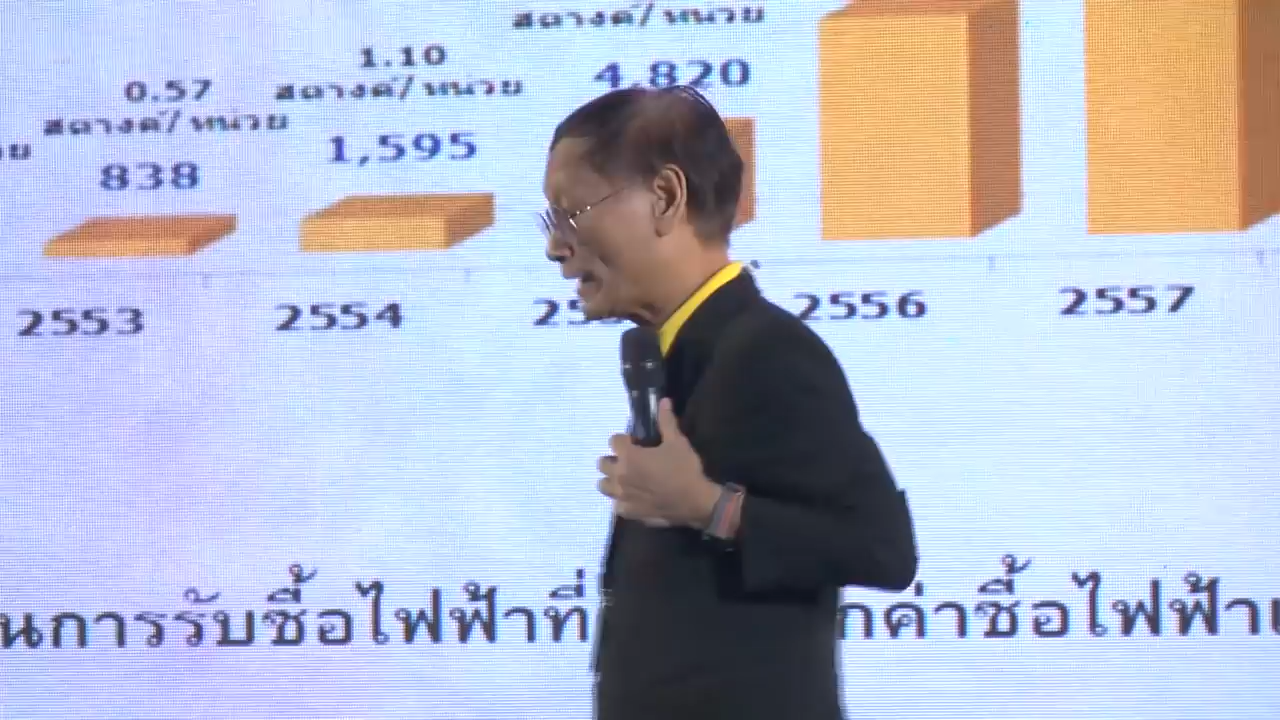 สตางค์/หน่วย
1.10
0.57
4,820
สตางค์/หน่วย
สตางค์/หน่วย
1,595
838
2553 2554 2556 2557
การรับซื้อไฟฟ้าที่ ค่าซื้อไฟฟ้า